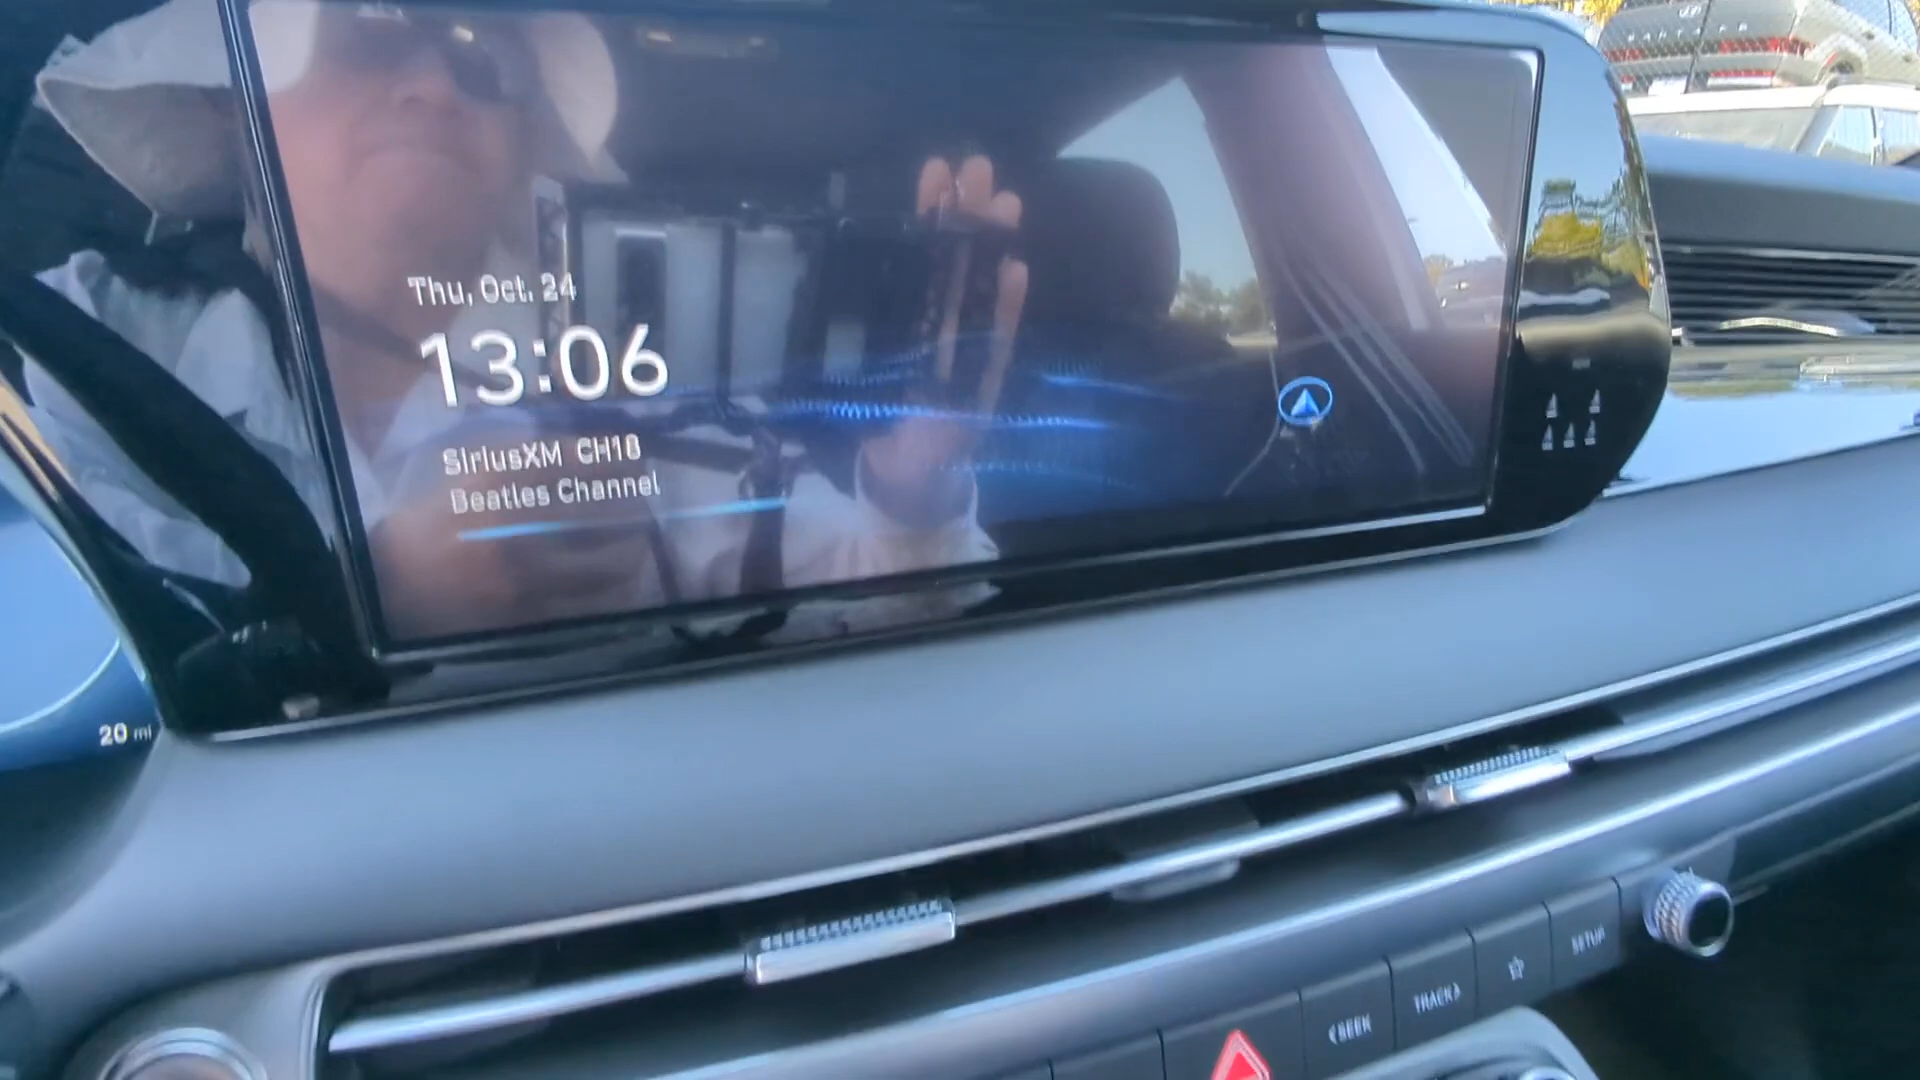 Thu, Oct. 24
13:06
SiriusXM CH18
Beatles Channel
20 mi
<SEEK
TRACK>
SETUP